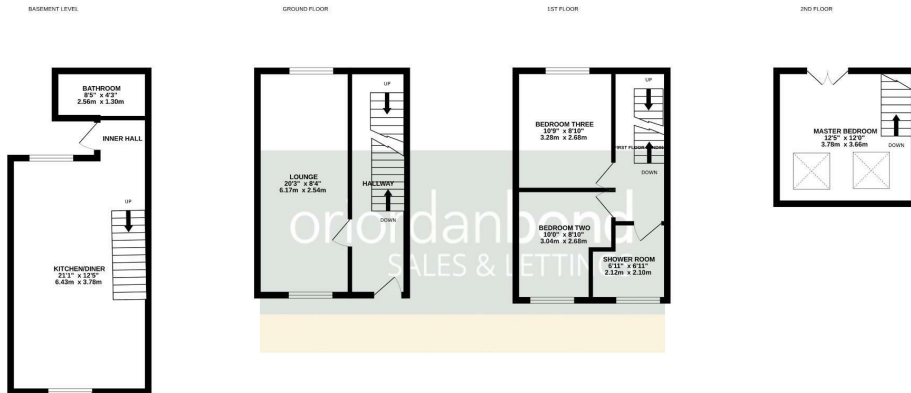 BASEMENT LEVEL
BATHROOM
8'5" x 4'3"
2.56m x 1.30m
INNER HALL
UP
KITCHEN/DINER
21'1" x 12'5"
6.43m x 3.78m
GROUND FLOOR
UP
LOUNGE
20'3" x 8'4"
6.17m x 2.54m
HALLWAY
DOWN
1ST FLOOR
UP
BEDROOM THREE
10'9" x 8'10"
3.28m x 2.68m
FIRST FLOOR
DOWN
BEDROOM TWO
10'0" x 8'10"
3.04m x 2.68m
SHOWER ROOM
6'11" x 6'11"
2.12m x 2.10m
2ND FLOOR
MASTER BEDROOM
12'5" x 12'0"
3.78m x 3.66m
DOWN
oriordanbond
SALES & LETTING